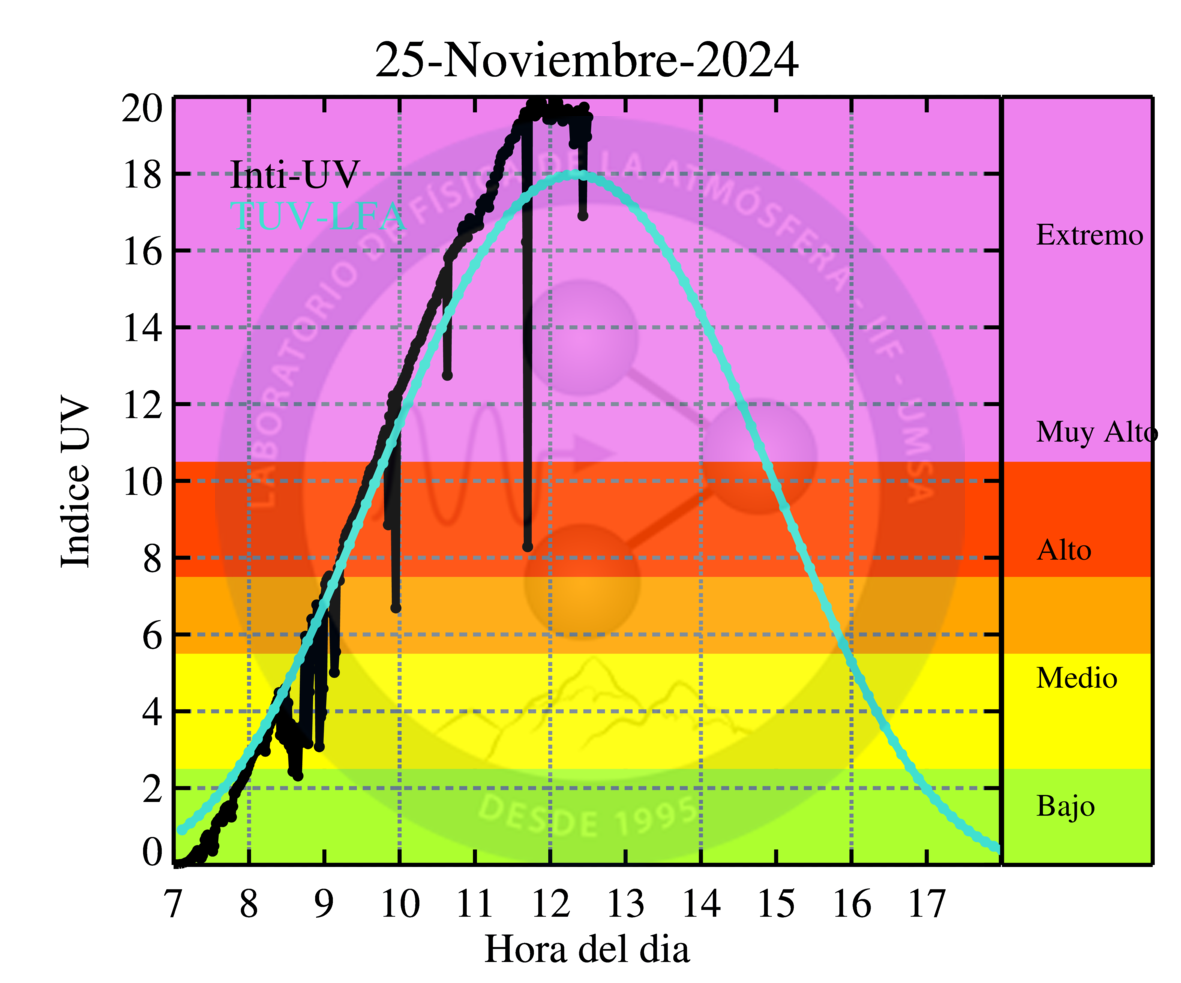 25-Noviembre-2024
Indice UV
20
18
16
14
12
10
8
6
4
2
0
Inti-UV
TUV-LFA
LABORATORIO DE FÍSICA DE LA ATMÓSFERA - IIF - UMSA
DESDE 1995
Extremo
Muy Alto
Alto
Medio
Bajo
7 8 9 10 11 12 13 14 15 16 17
Hora del dia